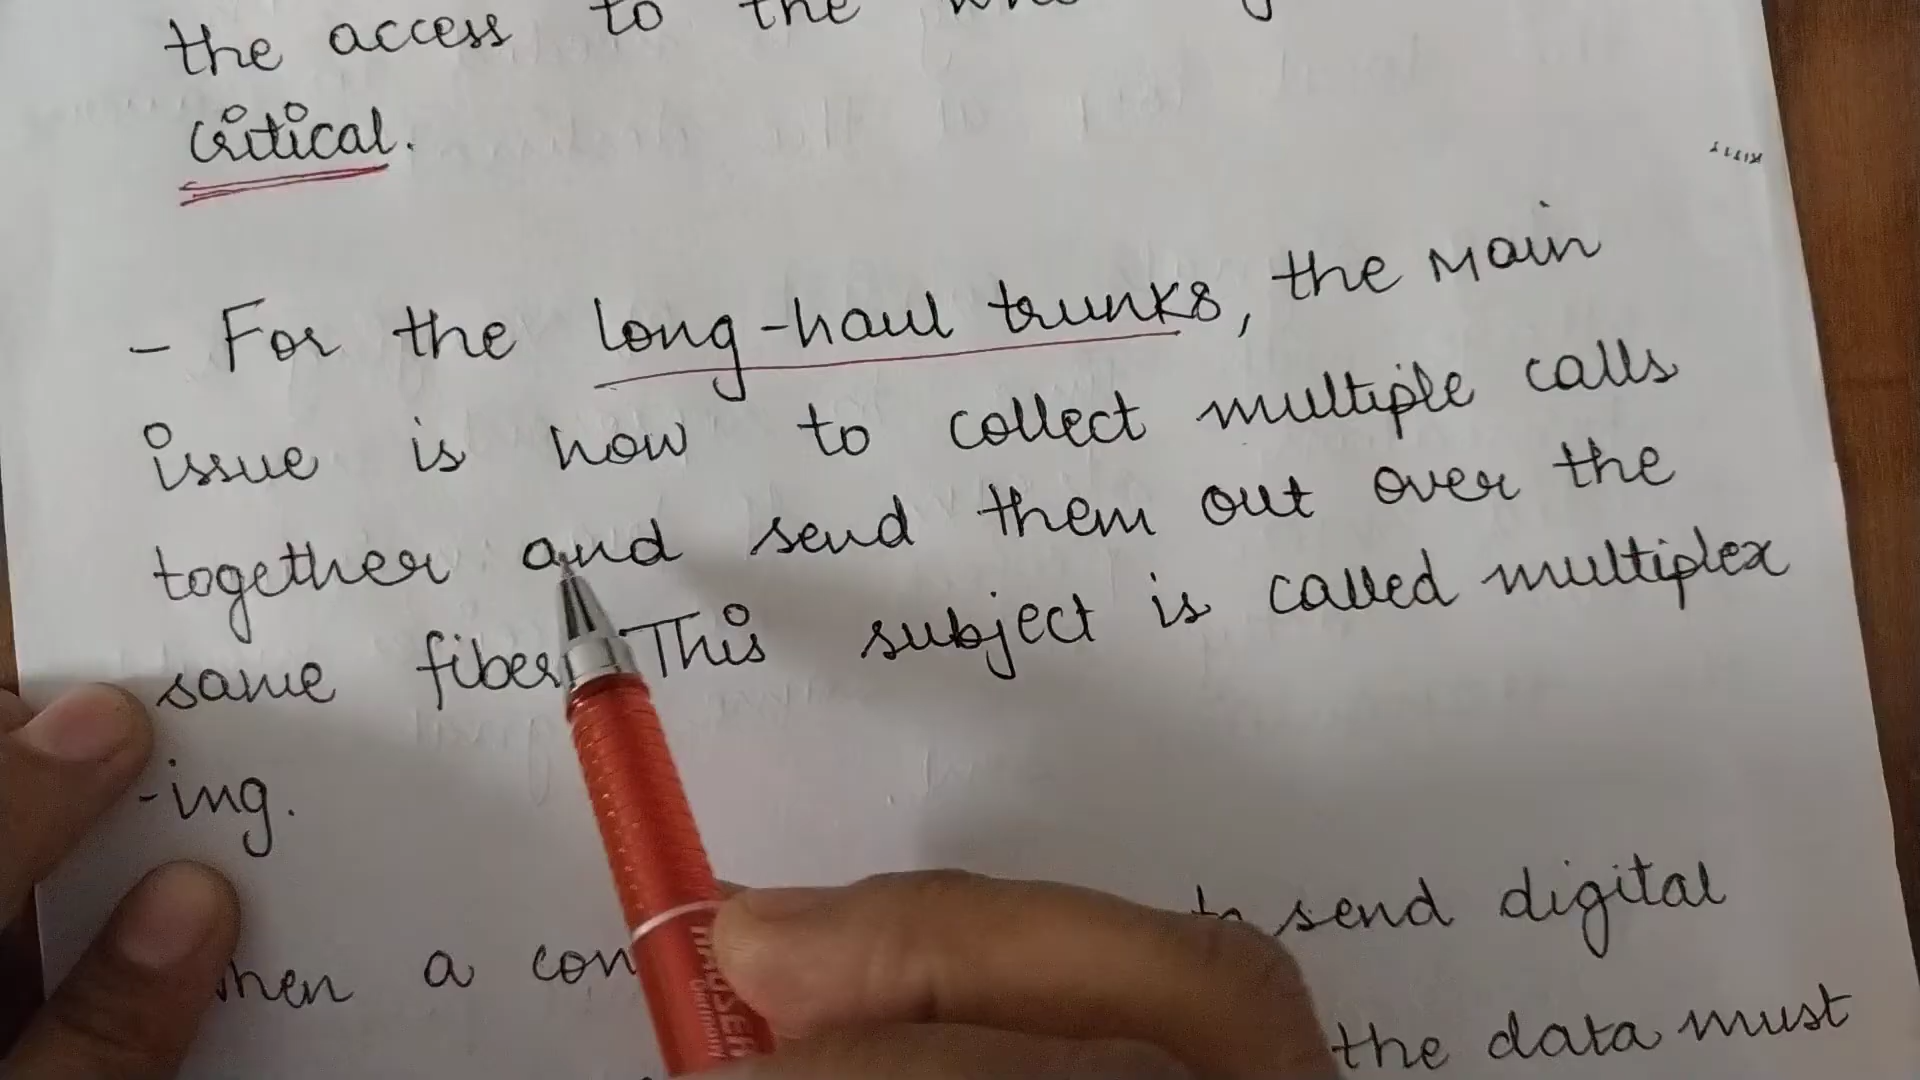 the access to the
critical.
- For the long-haul trunks, the main
issue is how to collect multiple calls
together and send them out over the
same fiber. This subject is called multiplex
-ing.
a send digital
the data must
HAUSER
Germany